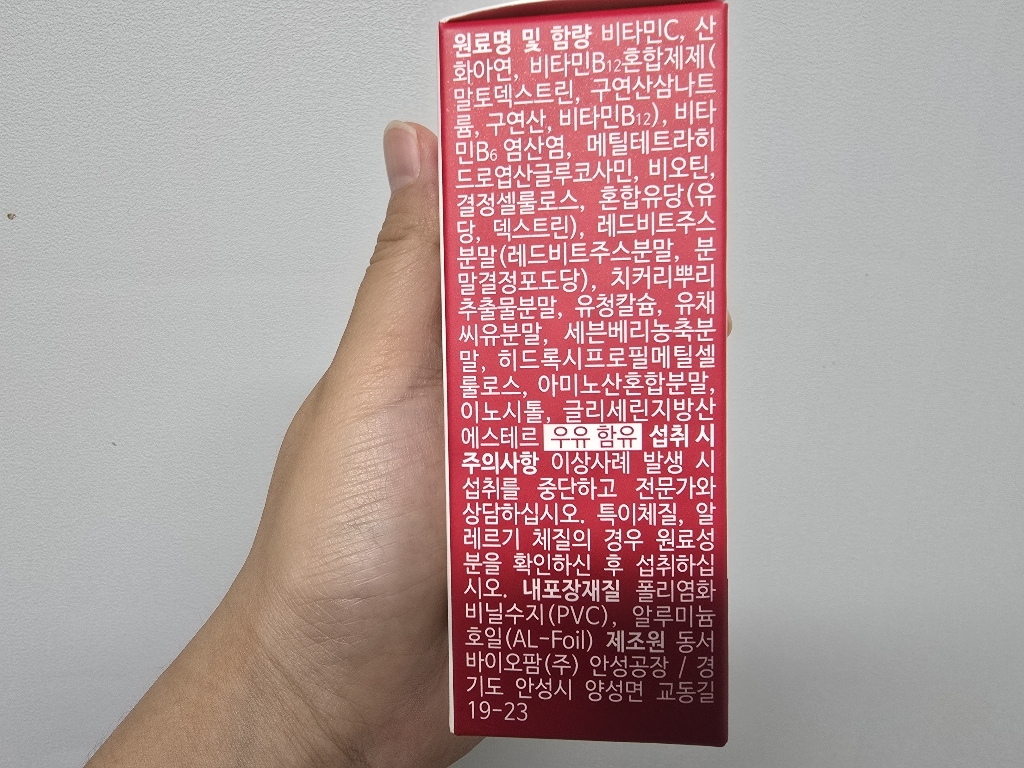 원료명 및 함량 비타민C, 산
화아연, 비타민B12혼합제제(
말토덱스트린, 구연산삼나트
륨, 구연산, 비타민B12), 비타
민B6 염산염, 메틸테트라히
드로엽산글루코사민, 비오틴,
결정셀룰로스, 혼합유당(유
당, 덱스트린), 레드비트주스
분말(레드비트주스분말, 분
말결정포도당), 치커리뿌리
추출물분말, 유청칼슘, 유채
씨유분말, 세븐베리농축분
말, 히드록시프로필메틸셀
룰로스, 아미노산혼합분말,
이노시톨, 글리세린지방산
에스테르 우유 함유 섭취 시
주의사항 이상사례 발생 시
섭취를 중단하고 전문가와
상담하십시오. 특이체질, 알
레르기 체질의 경우 원료성
분을 확인하신 후 섭취하십
시오. 내포장재질 폴리염화
비닐수지(PVC), 알루미늄
호일(AL-Foil) 제조원 동서
바이오팜(주) 안성공장 / 경
기도 안성시 양성면 교동길
19-23